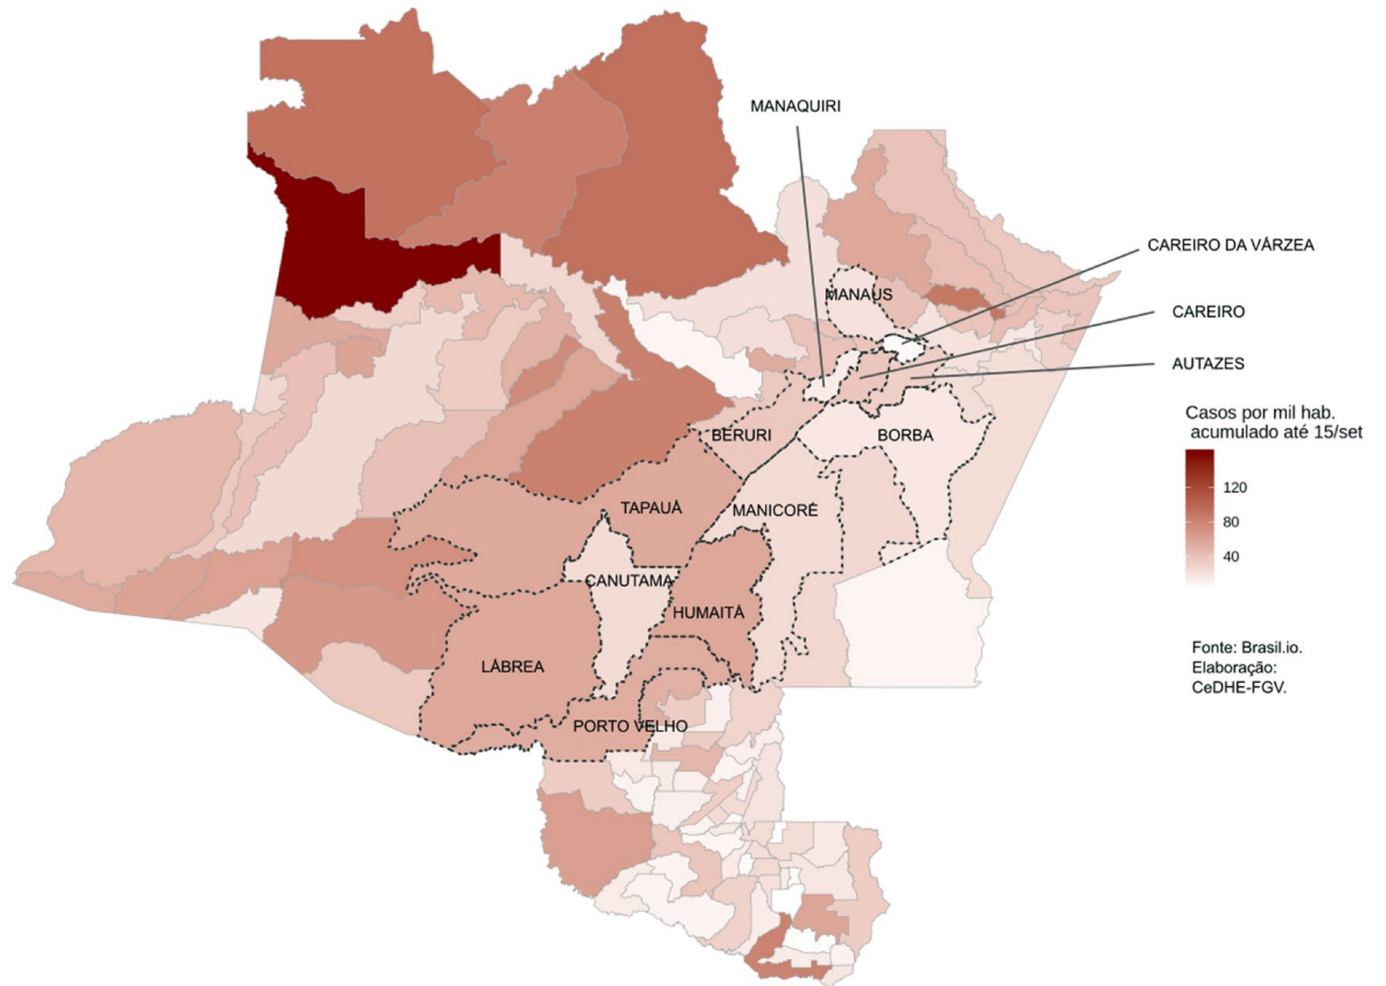 MANAQUIRI
CAREIRO DA VÁRZEA
MANAUS
CAREIRO
AUTAZES
Casos por mil hab.
acumulado até 15/set
BERURI
BORBA
120
TAPAUÁ
MANICORÉ
80
40
CANUTAMA
HUMAITÁ
Fonte: Brasil.io.
LÁBREA
Elaboração:
CeDHE-FGV.
PORTO VELHO